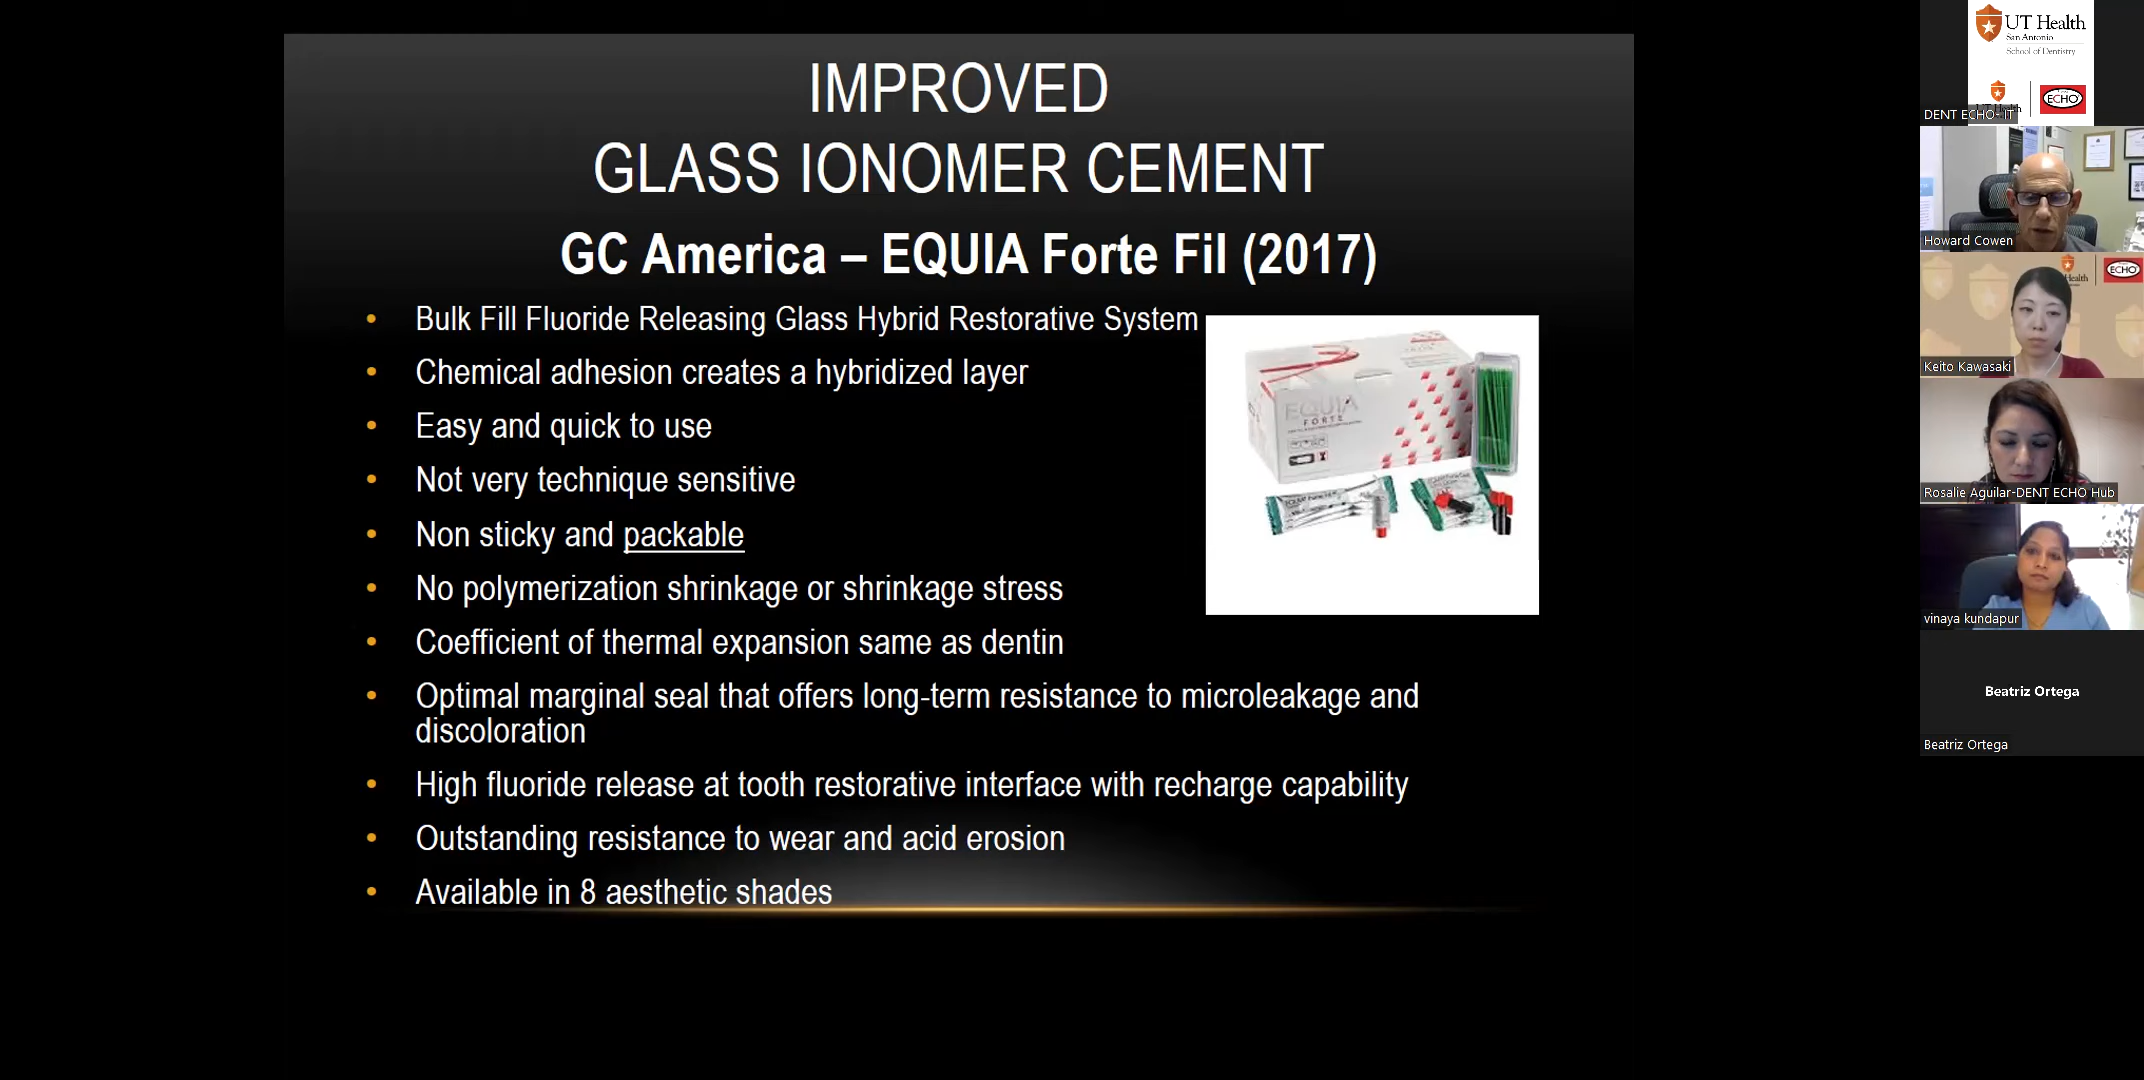 IMPROVED
GLASS IONOMER CEMENT
GC America – EQUIA Forte Fil (2017)
• Bulk Fill Fluoride Releasing Glass Hybrid Restorative System
• Chemical adhesion creates a hybridized layer
• Easy and quick to use
• Not very technique sensitive
• Non sticky and packable
• No polymerization shrinkage or shrinkage stress
• Coefficient of thermal expansion same as dentin
• Optimal marginal seal that offers long-term resistance to microleakage and
discoloration
• High fluoride release at tooth restorative interface with recharge capability
• Outstanding resistance to wear and acid erosion
• Available in 8 aesthetic shades
EQUIA
FORTE
UT Health
San Antonio
School of Dentistry
ECHO
DENT ECHO- IT
Howard Cowen
Health
ECHO
Keito Kawasaki
Rosalie Aguilar-DENT ECHO Hub
vinaya kundapur
Beatriz Ortega
Beatriz Ortega